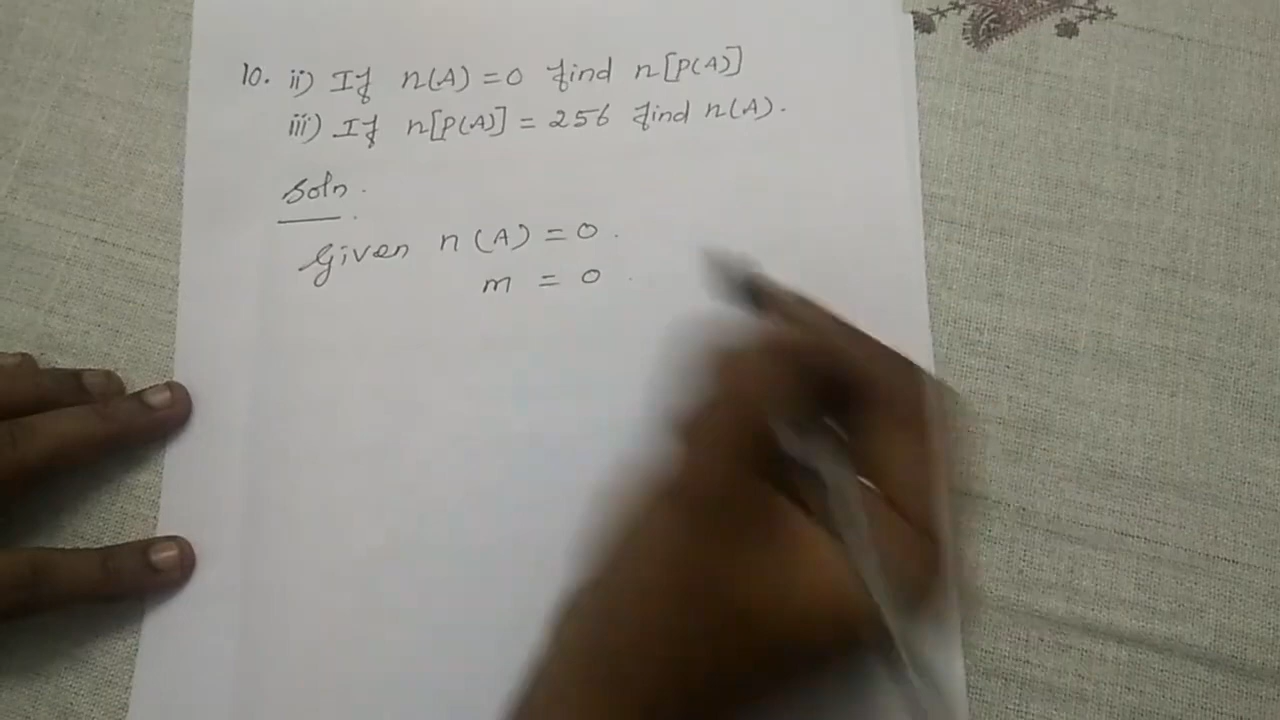 10. ii) If n(A) = 0 find n[P(A)]
iii) If n[P(A)] = 256 find n(A).
Soln.
Given n(A) = 0.
m = 0